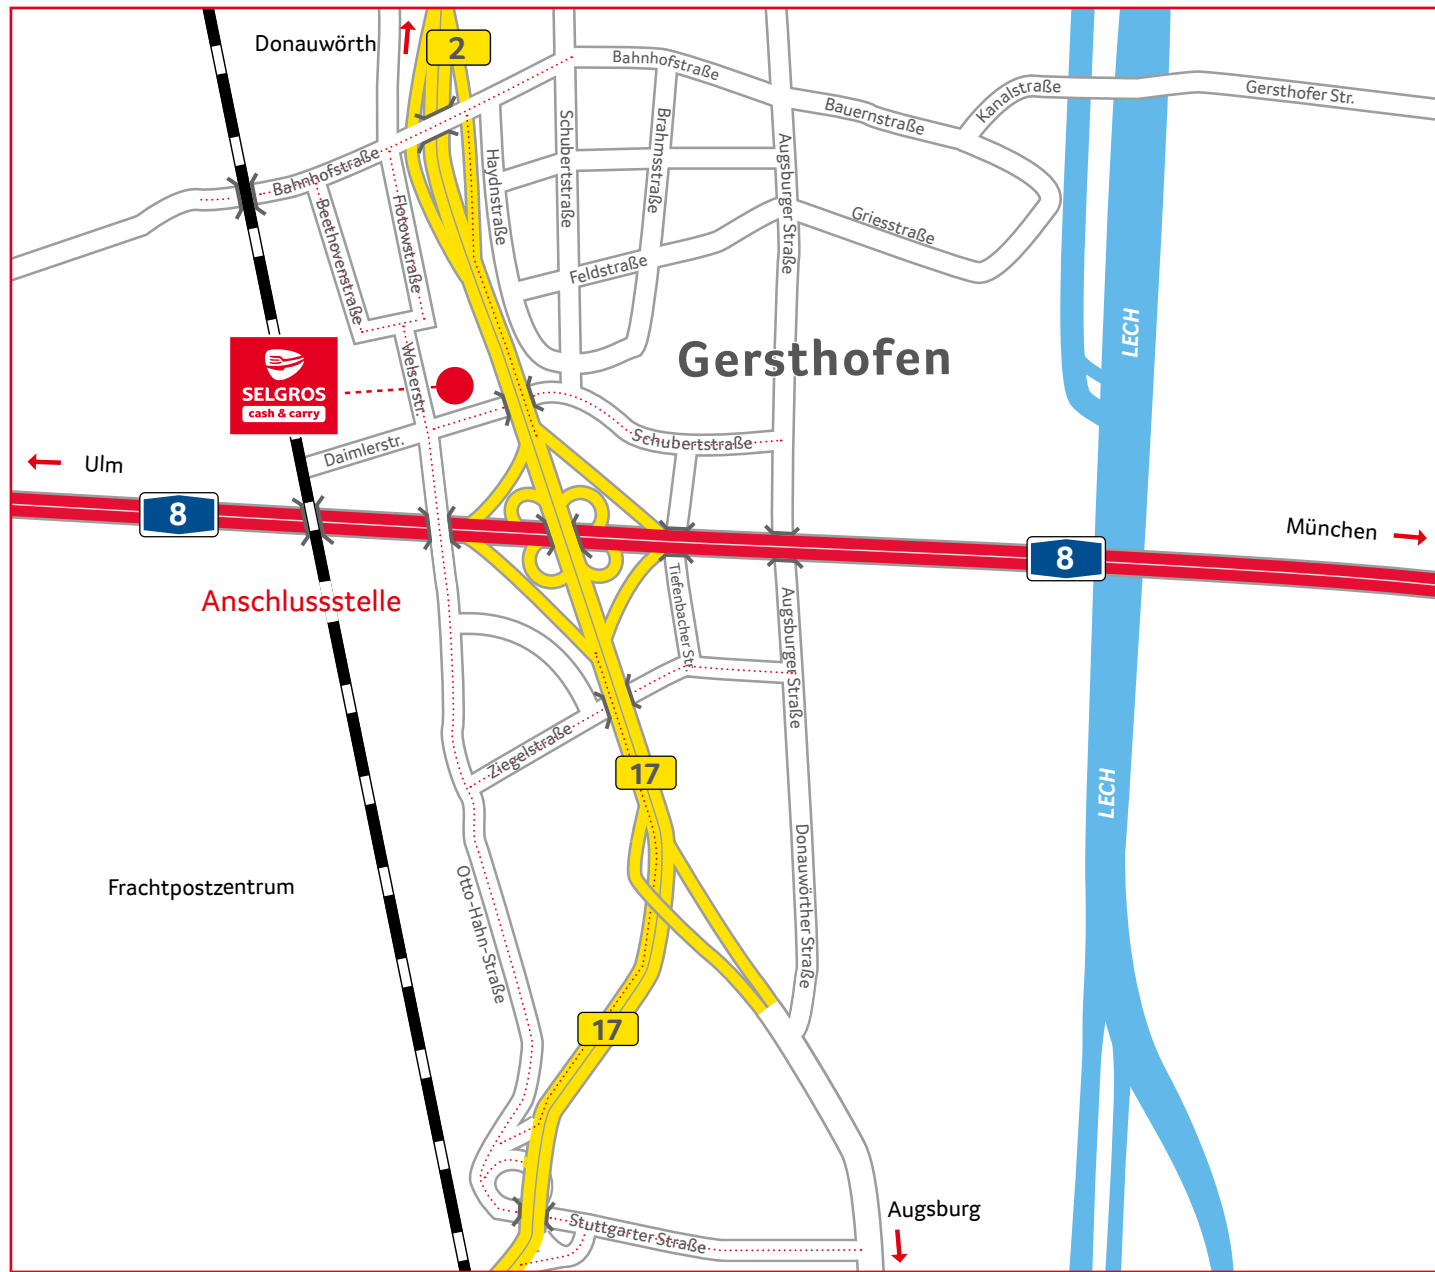 Donauwörth
2
Bahnhofstraße
Bauernstraße
Kanalstraße
Gersthofer Str.
Bahnhofstraße
Beethovenstraße
Flotowstraße
Haydnstraße
Schubertstraße
Brahmsstraße
Augsburger Straße
Griesstraße
Feldstraße
LECH
Gersthofen
SELGROS
cash & carry
Welserstr.
Daimlerstr.
Schubertstraße
Ulm
8
München
8
Anschlussstelle
Tiefenbacher Str.
Augsburger Straße
Ziegelstraße
17
LECH
Donauwörther Straße
Frachtpostzentrum
Otto-Hahn-Straße
17
Augsburg
Stuttgarter Straße